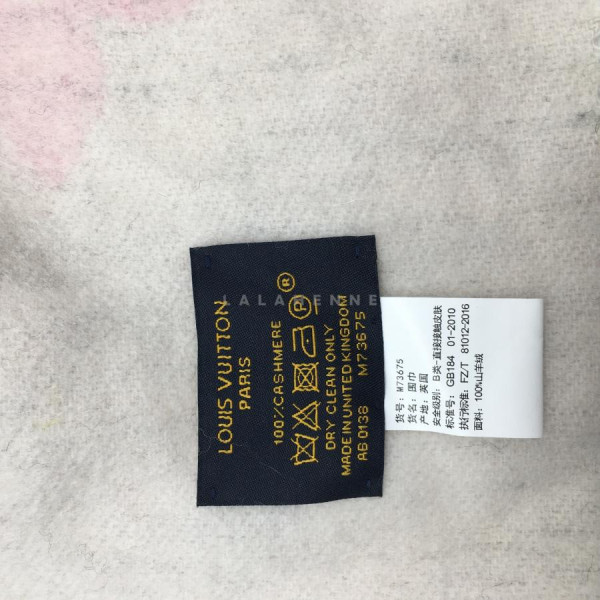 LOUIS VUITTON ®
PARIS
100% CASHMERE
P
DRY CLEAN ONLY
MADE IN UNITED KINGDOM
AB 0136 M73675
货号: M73675
货名: 围巾
产地: 英国
安全级别: B类-直接接触皮肤
标准号: GB184 01-2010
执行标准: FZ/T 81012-2016
面料: 100%山羊绒
LALARENNE